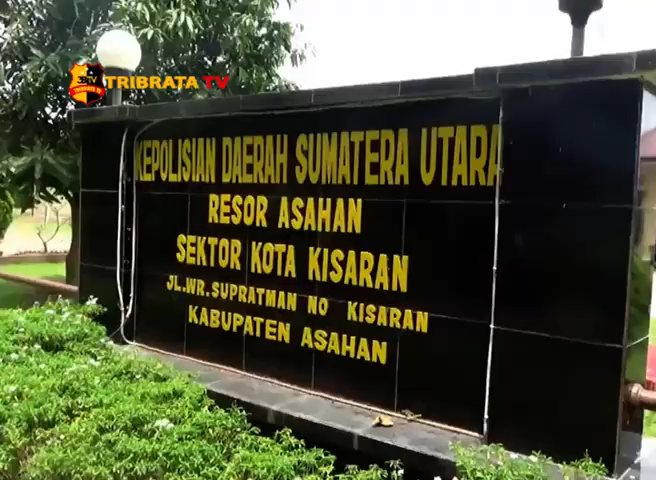 TRIBRATA TV
KEPOLISIAN DAERAH SUMATERA UTARA
RESOR ASAHAN
SEKTOR KOTA KISARAN
JL..WR.SUPRATMAN NO KISARAN
KABUPATEN ASAHAN